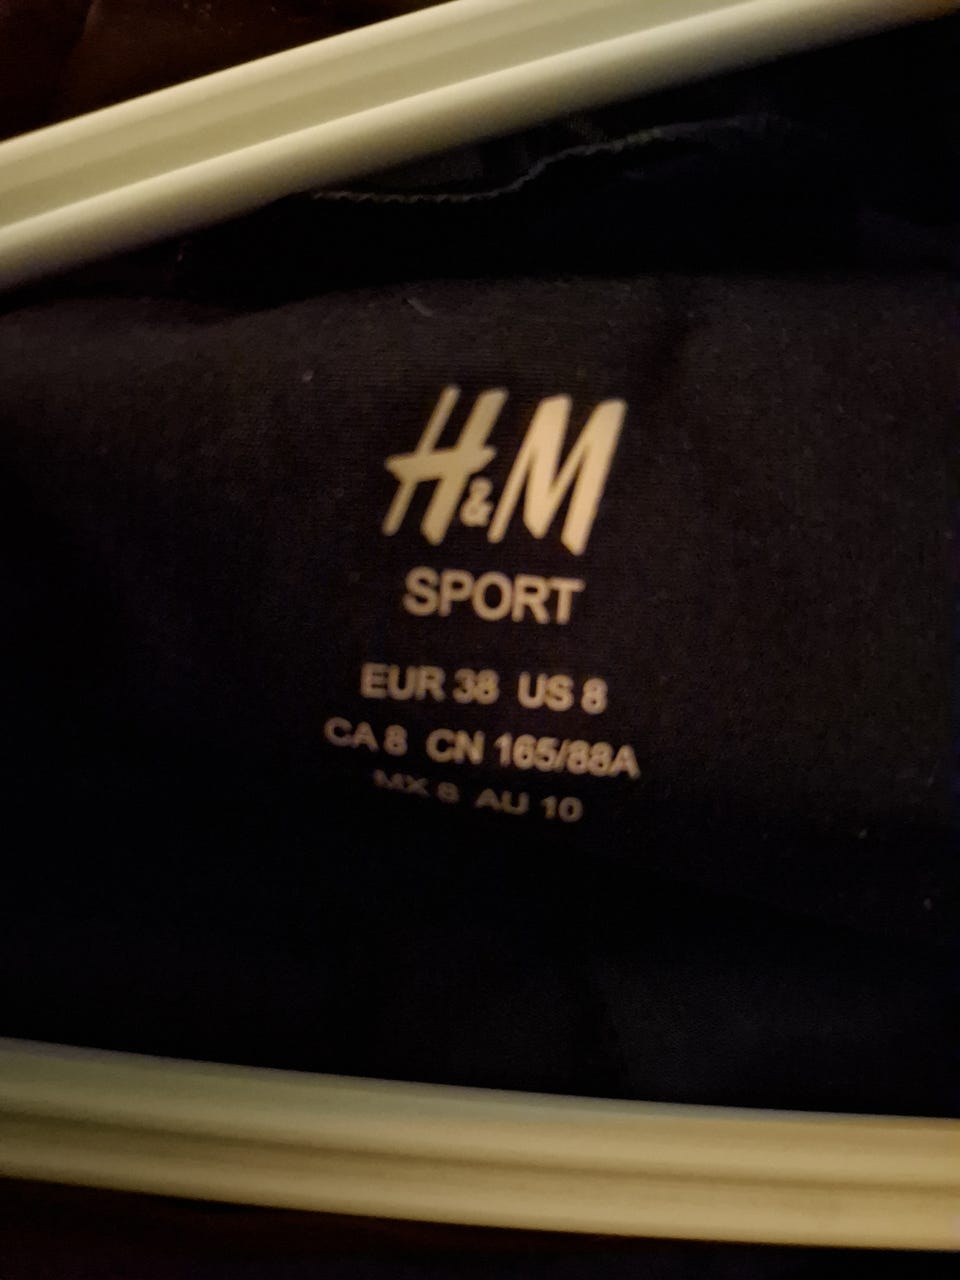 H&M
SPORT
EUR 38 US 8
CA 8 CN 165/88A
MX 8 AU 10